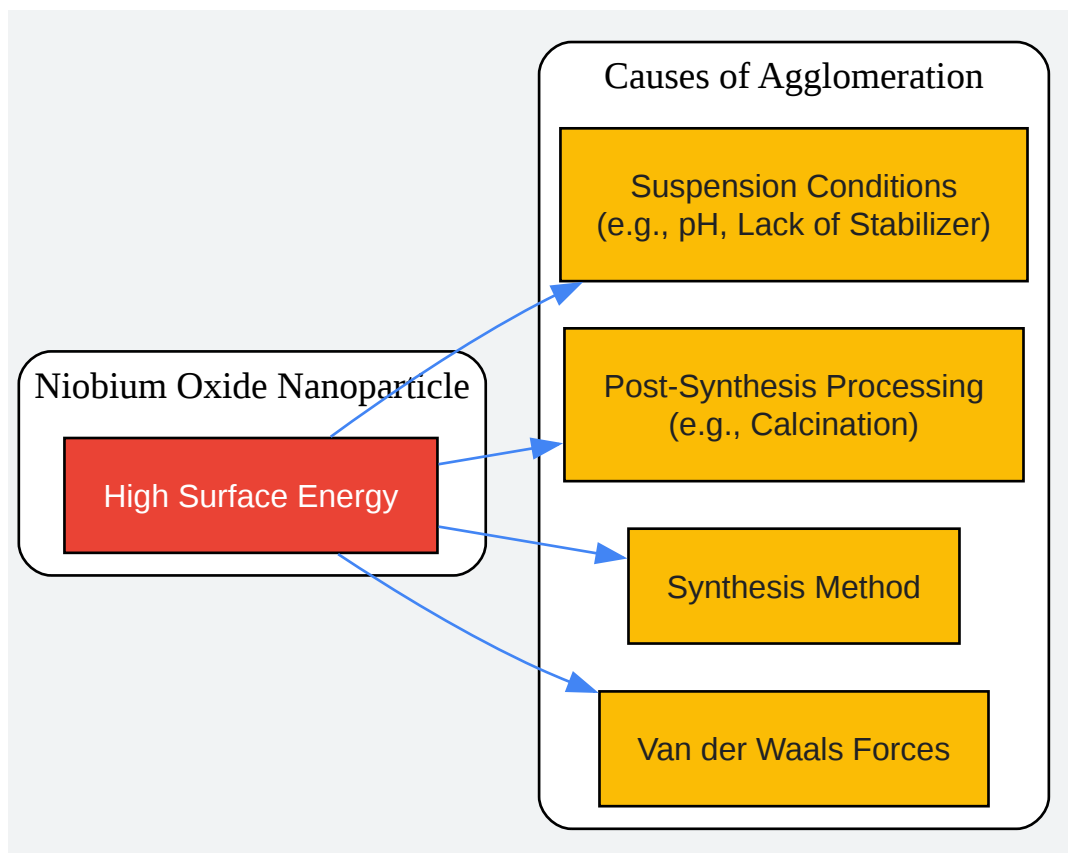 Niobium Oxide Nanoparticle
High Surface Energy
Causes of Agglomeration
Suspension Conditions
(e.g., pH, Lack of Stabilizer)
Post-Synthesis Processing
(e.g., Calcination)
Synthesis Method
Van der Waals Forces